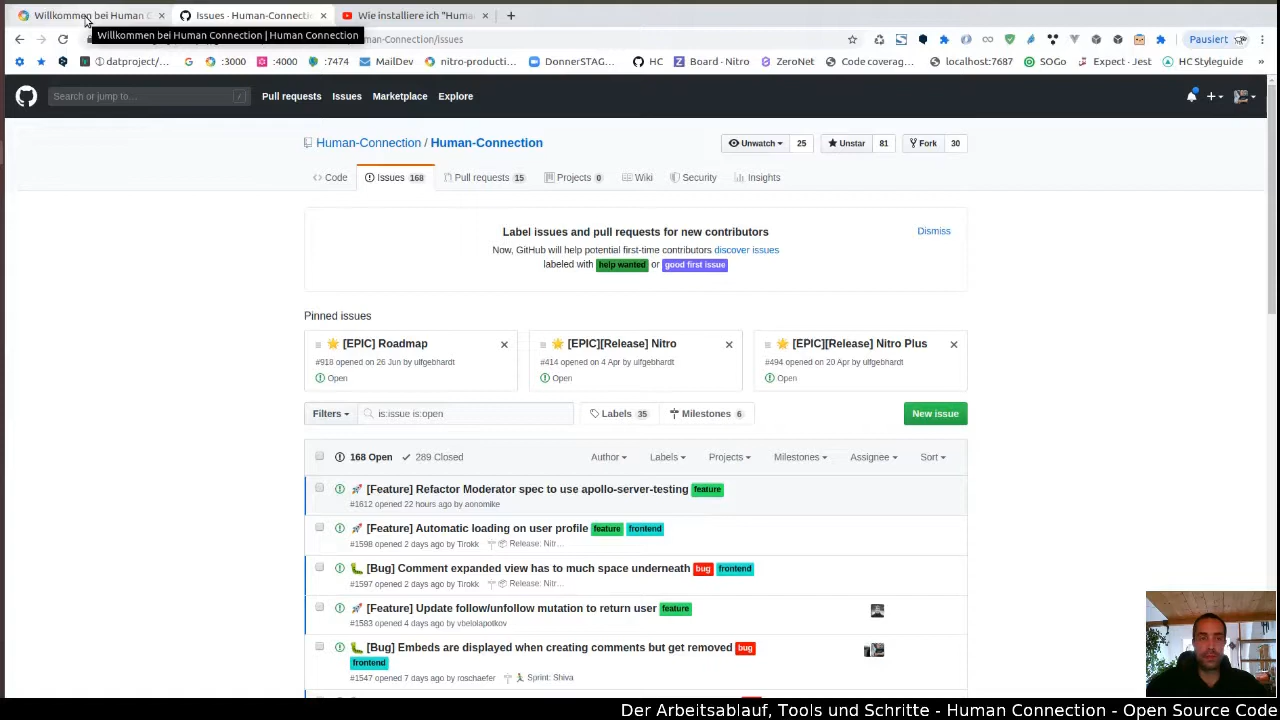 Willkommen bei Human C
Issues · Human-Connecti
Wie installiere ich "Huma
Willkommen bei Human Connection | Human Connection
man-Connection/issues
Pausiert
datproject/...
:3000
:4000
:7474
MailDev
nitro-producti...
DonnerSTAG...
HC
Board · Nitro
ZeroNet
Code coverag...
localhost:7687
SOGo
Expect · Jest
HC Styleguide
Search or jump to...
/
Pull requests
Issues
Marketplace
Explore
Human-Connection / Human-Connection
Unwatch 25
Unstar 81
Fork 30
Code
Issues 168
Pull requests 15
Projects 0
Wiki
Security
Insights
Label issues and pull requests for new contributors
Dismiss
Now, GitHub will help potential first-time contributors discover issues
labeled with help wanted or good first issue
Pinned issues
[EPIC] Roadmap
#918 opened on 26 Jun by ulfgebhardt
Open
[EPIC][Release] Nitro
#414 opened on 4 Apr by ulfgebhardt
Open
[EPIC][Release] Nitro Plus
#494 opened on 20 Apr by ulfgebhardt
Open
Filters
is:issue is:open
Labels 35
Milestones 6
New issue
168 Open
289 Closed
Author
Labels
Projects
Milestones
Assignee
Sort
[Feature] Refactor Moderator spec to use apollo-server-testing feature
#1612 opened 22 hours ago by aonomike
[Feature] Automatic loading on user profile feature frontend
#1598 opened 2 days ago by Tirokk Release: Nitr...
[Bug] Comment expanded view has to much space underneath bug frontend
#1597 opened 2 days ago by Tirokk Release: Nitr...
[Feature] Update follow/unfollow mutation to return user feature
#1583 opened 4 days ago by vbelolapotkov
[Bug] Embeds are displayed when creating comments but get removed bug
frontend
#1547 opened 7 days ago by roschaefer Sprint: Shiva
Der Arbeitsablauf, Tools und Schritte - Human Connection - Open Source Code